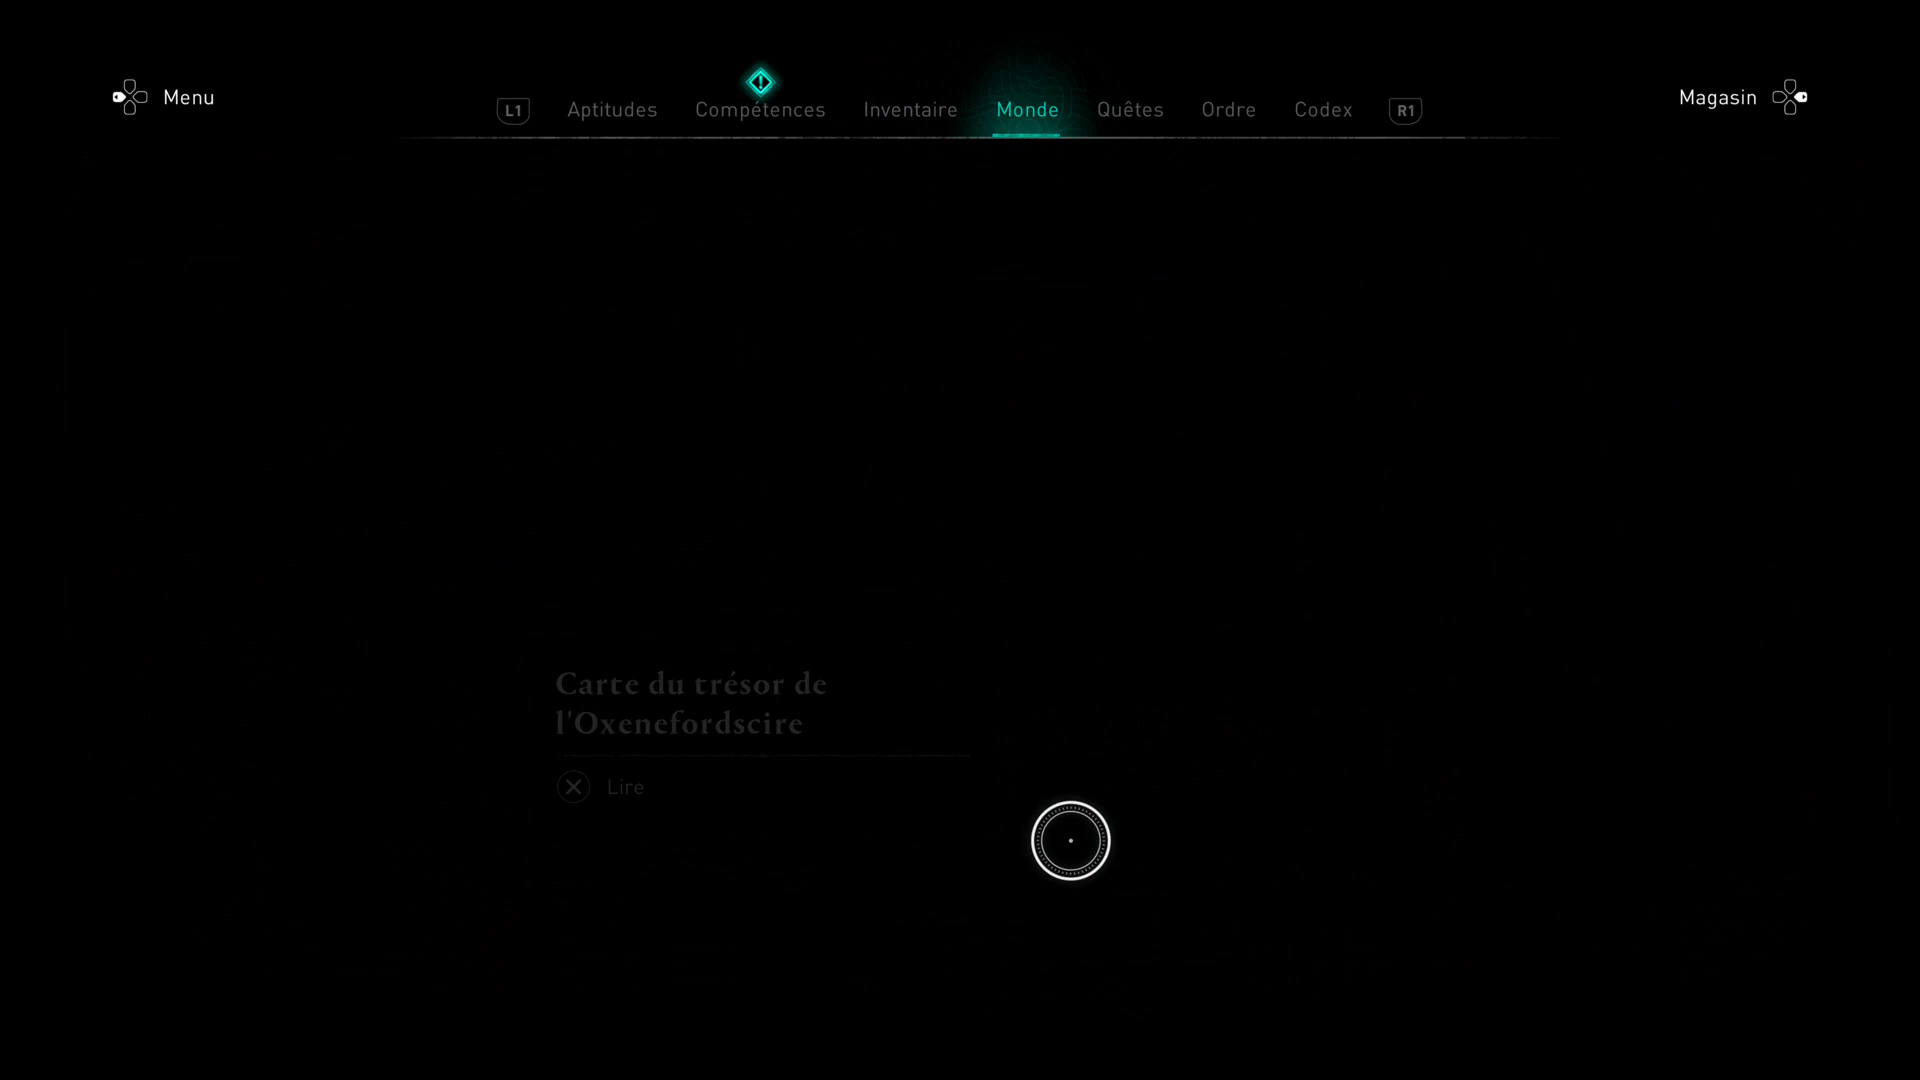 Menu
L1 Aptitudes Compétences Inventaire Monde Quêtes Ordre Codex R1
Magasin
Carte du trésor de
l'Oxenefordscire
Lire